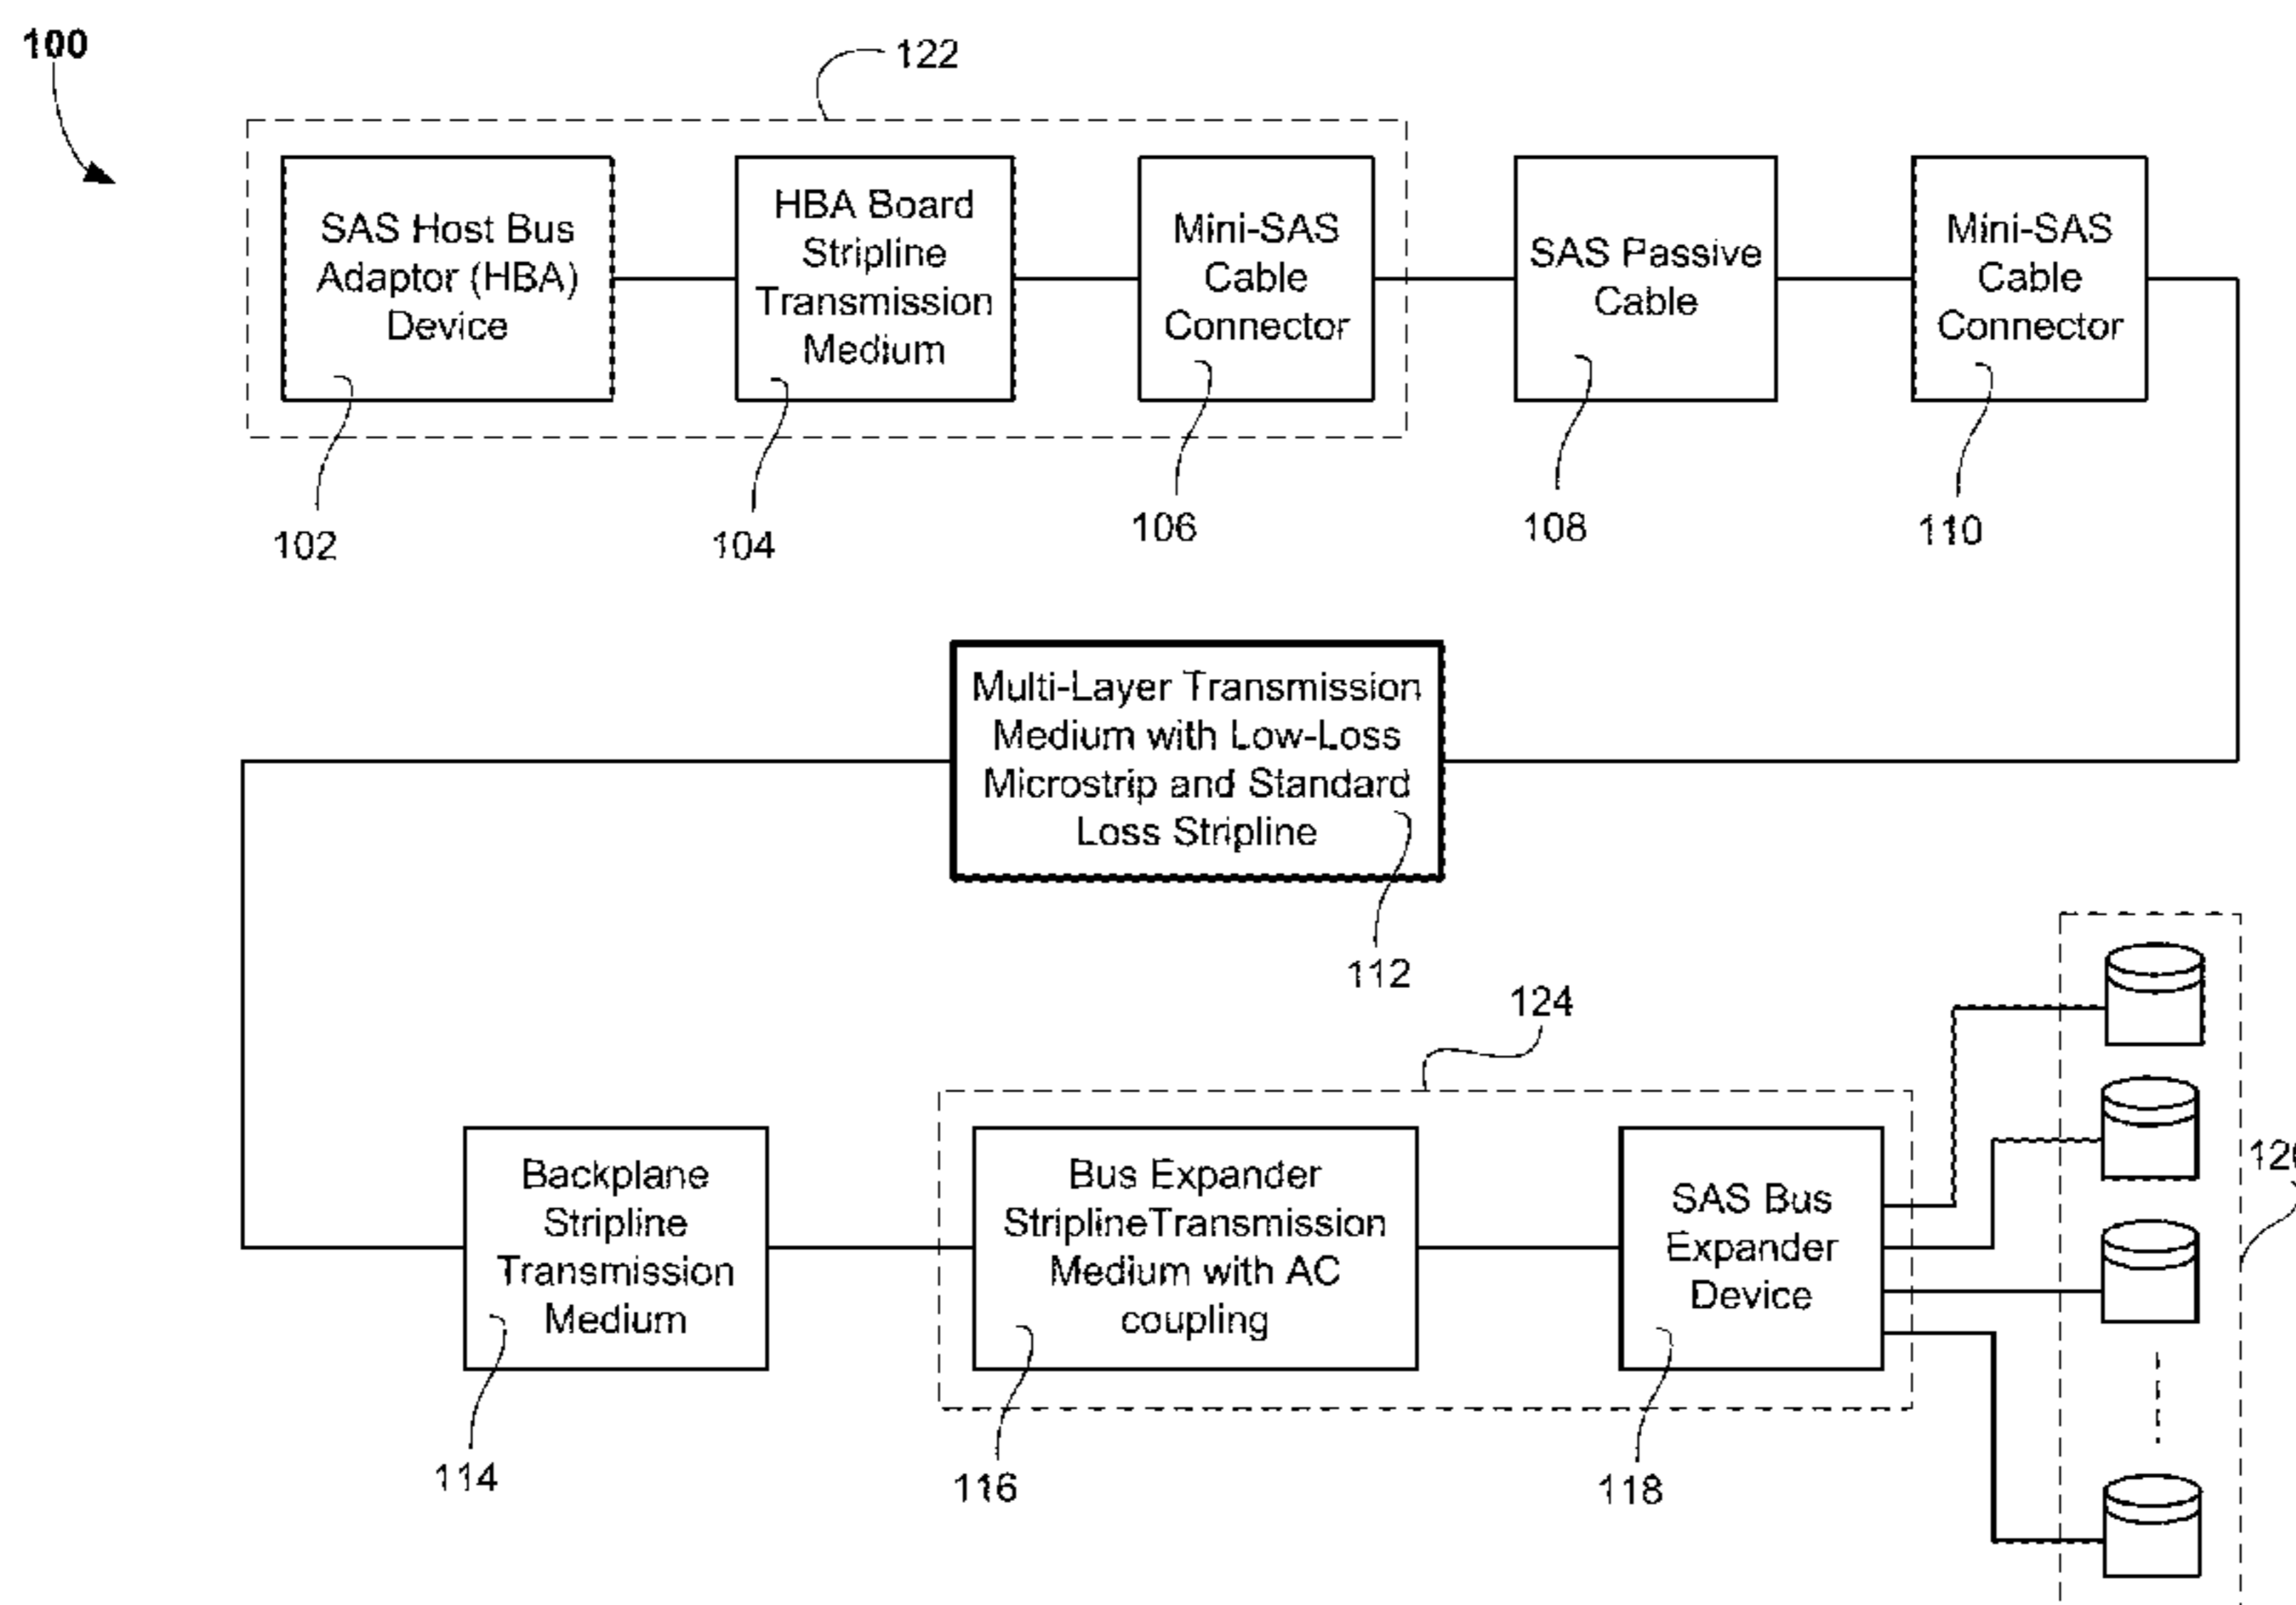 100
122
SAS Host Bus
Adaptor (HBA)
Device
HBA Board
Stripline
Transmission
Medium
Mini-SAS
Cable
Connector
SAS Passive
Cable
Mini-SAS
Cable
Connector
102
104
106
108
110
Multi-Layer Transmission
Medium with Low-Loss
Microstrip and Standard
Loss Stripline
112
124
Backplane
Stripline
Transmission
Medium
Bus Expander
StriplineTransmission
Medium with AC
coupling
SAS Bus
Expander
Device
114
116
118